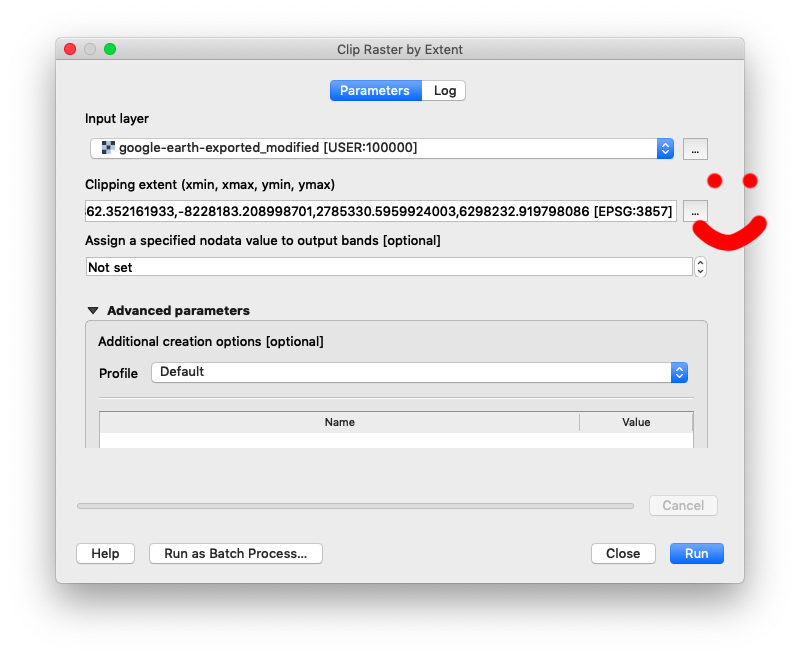 Clip Raster by Extent
Parameters Log
Input layer
google-earth-exported_modified [USER:100000]
...
Clipping extent (xmin, xmax, ymin, ymax)
62.352161933,-8228183.208998701,2785330.5959924003,6298232.919798086 [EPSG:3857]
...
Assign a specified nodata value to output bands [optional]
Not set
Advanced parameters
Additional creation options [optional]
Profile Default
Name Value
Cancel
Help Run as Batch Process... Close Run